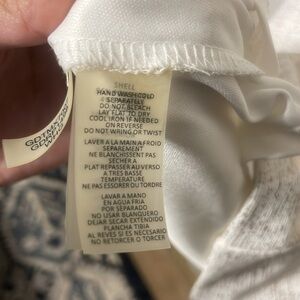 SHELL
HAND WASH COLD
SEPARATELY
DO NOT BLEACH
LAY FLAT TO DRY
COOL IRON IF NEEDED
ON REVERSE
DO NOT WRING OR TWIST
LAVER A LA MAIN A FROID
SEPAREMENT
NE BLANCHISSENT PAS
SECHER A
PLAT REPASSER AU VERSO
A TRES BASSE
TEMPERATURE
NE PAS ESSORER OU TORDRE
LAVAR A MANO
EN AGUA FRIA
POR SEPARADO
NO USAR BLANQUERO
DEJAR SECAR EXTENDIDO
PLANCHA TIBIA
AL REVES SI ES NECESARIO
NO RETORCER O TORCER